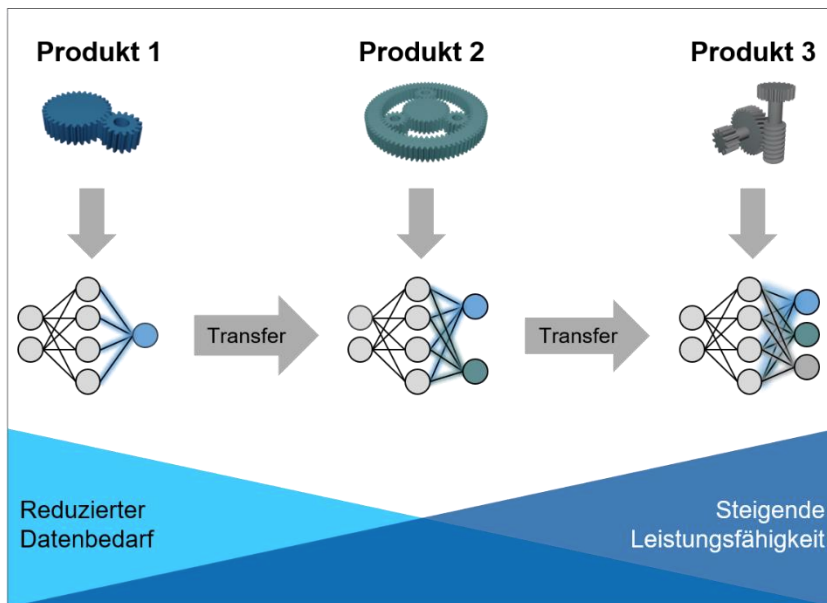 Produkt 1
Produkt 2
Produkt 3
Transfer
Transfer
Reduzierter
Datenbedarf
Steigende
Leistungsfähigkeit